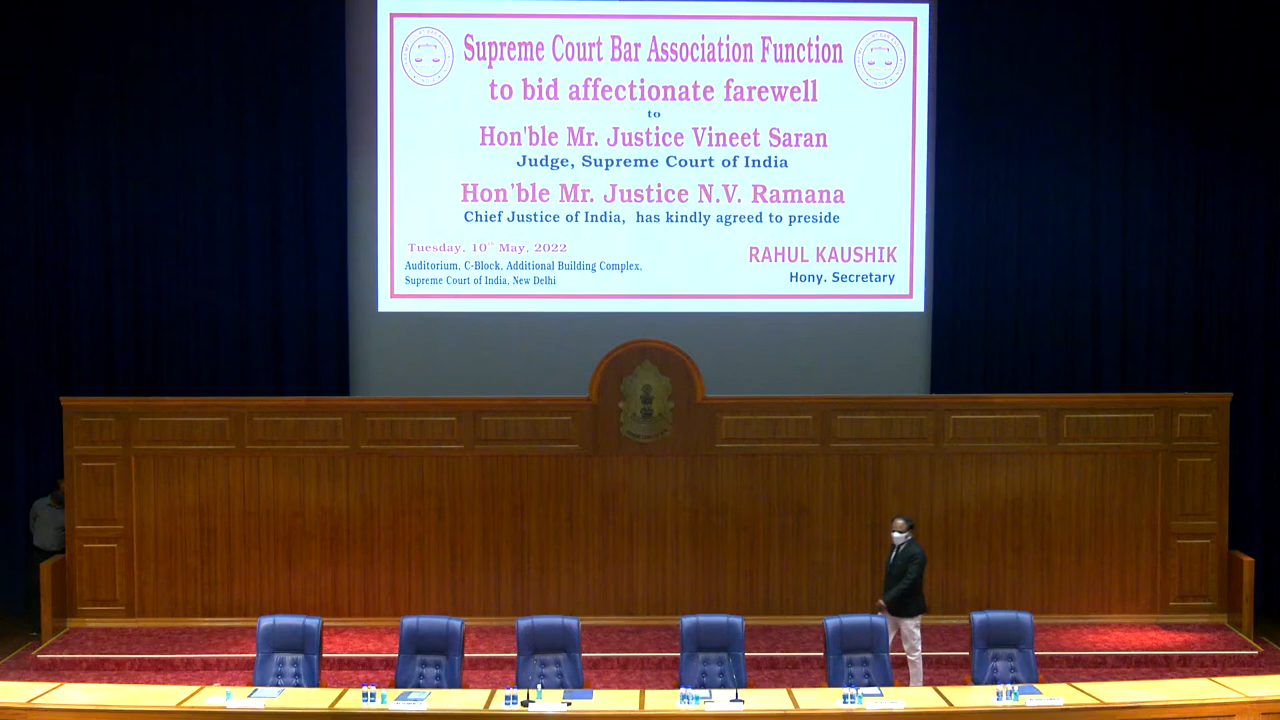 Supreme Court Bar Association Function
to bid affectionate farewell
to
Hon'ble Mr. Justice Vineet Saran
Judge, Supreme Court of India
Hon'ble Mr. Justice N.V. Ramana
Chief Justice of India, has kindly agreed to preside
Tuesday, 10th May, 2022
Auditorium, C-Block, Additional Building Complex,
Supreme Court of India, New Delhi
RAHUL KAUSHIK
Hony. Secretary